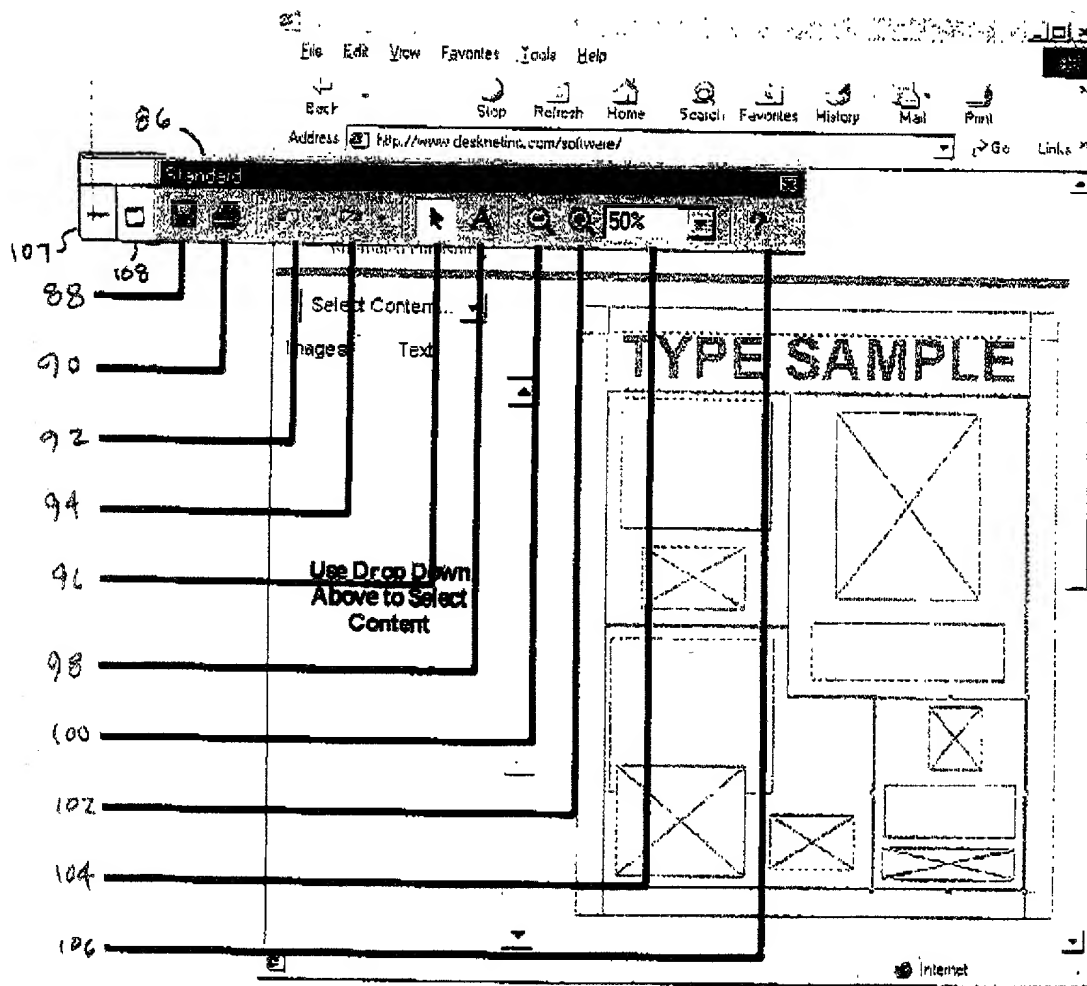 File Edit View Favorites Tools Help
Back Stop Refresh Home Search Favorites History Mail Print
Address http://www.desknetinc.com/software/ Go Links
86
Standard
A 50% ?
107
108
88
Select Content...
Images Text
TYPE SAMPLE
90
92
94
96
Use Drop Down
Above to Select
Content
98
100
102
104
106
Internet